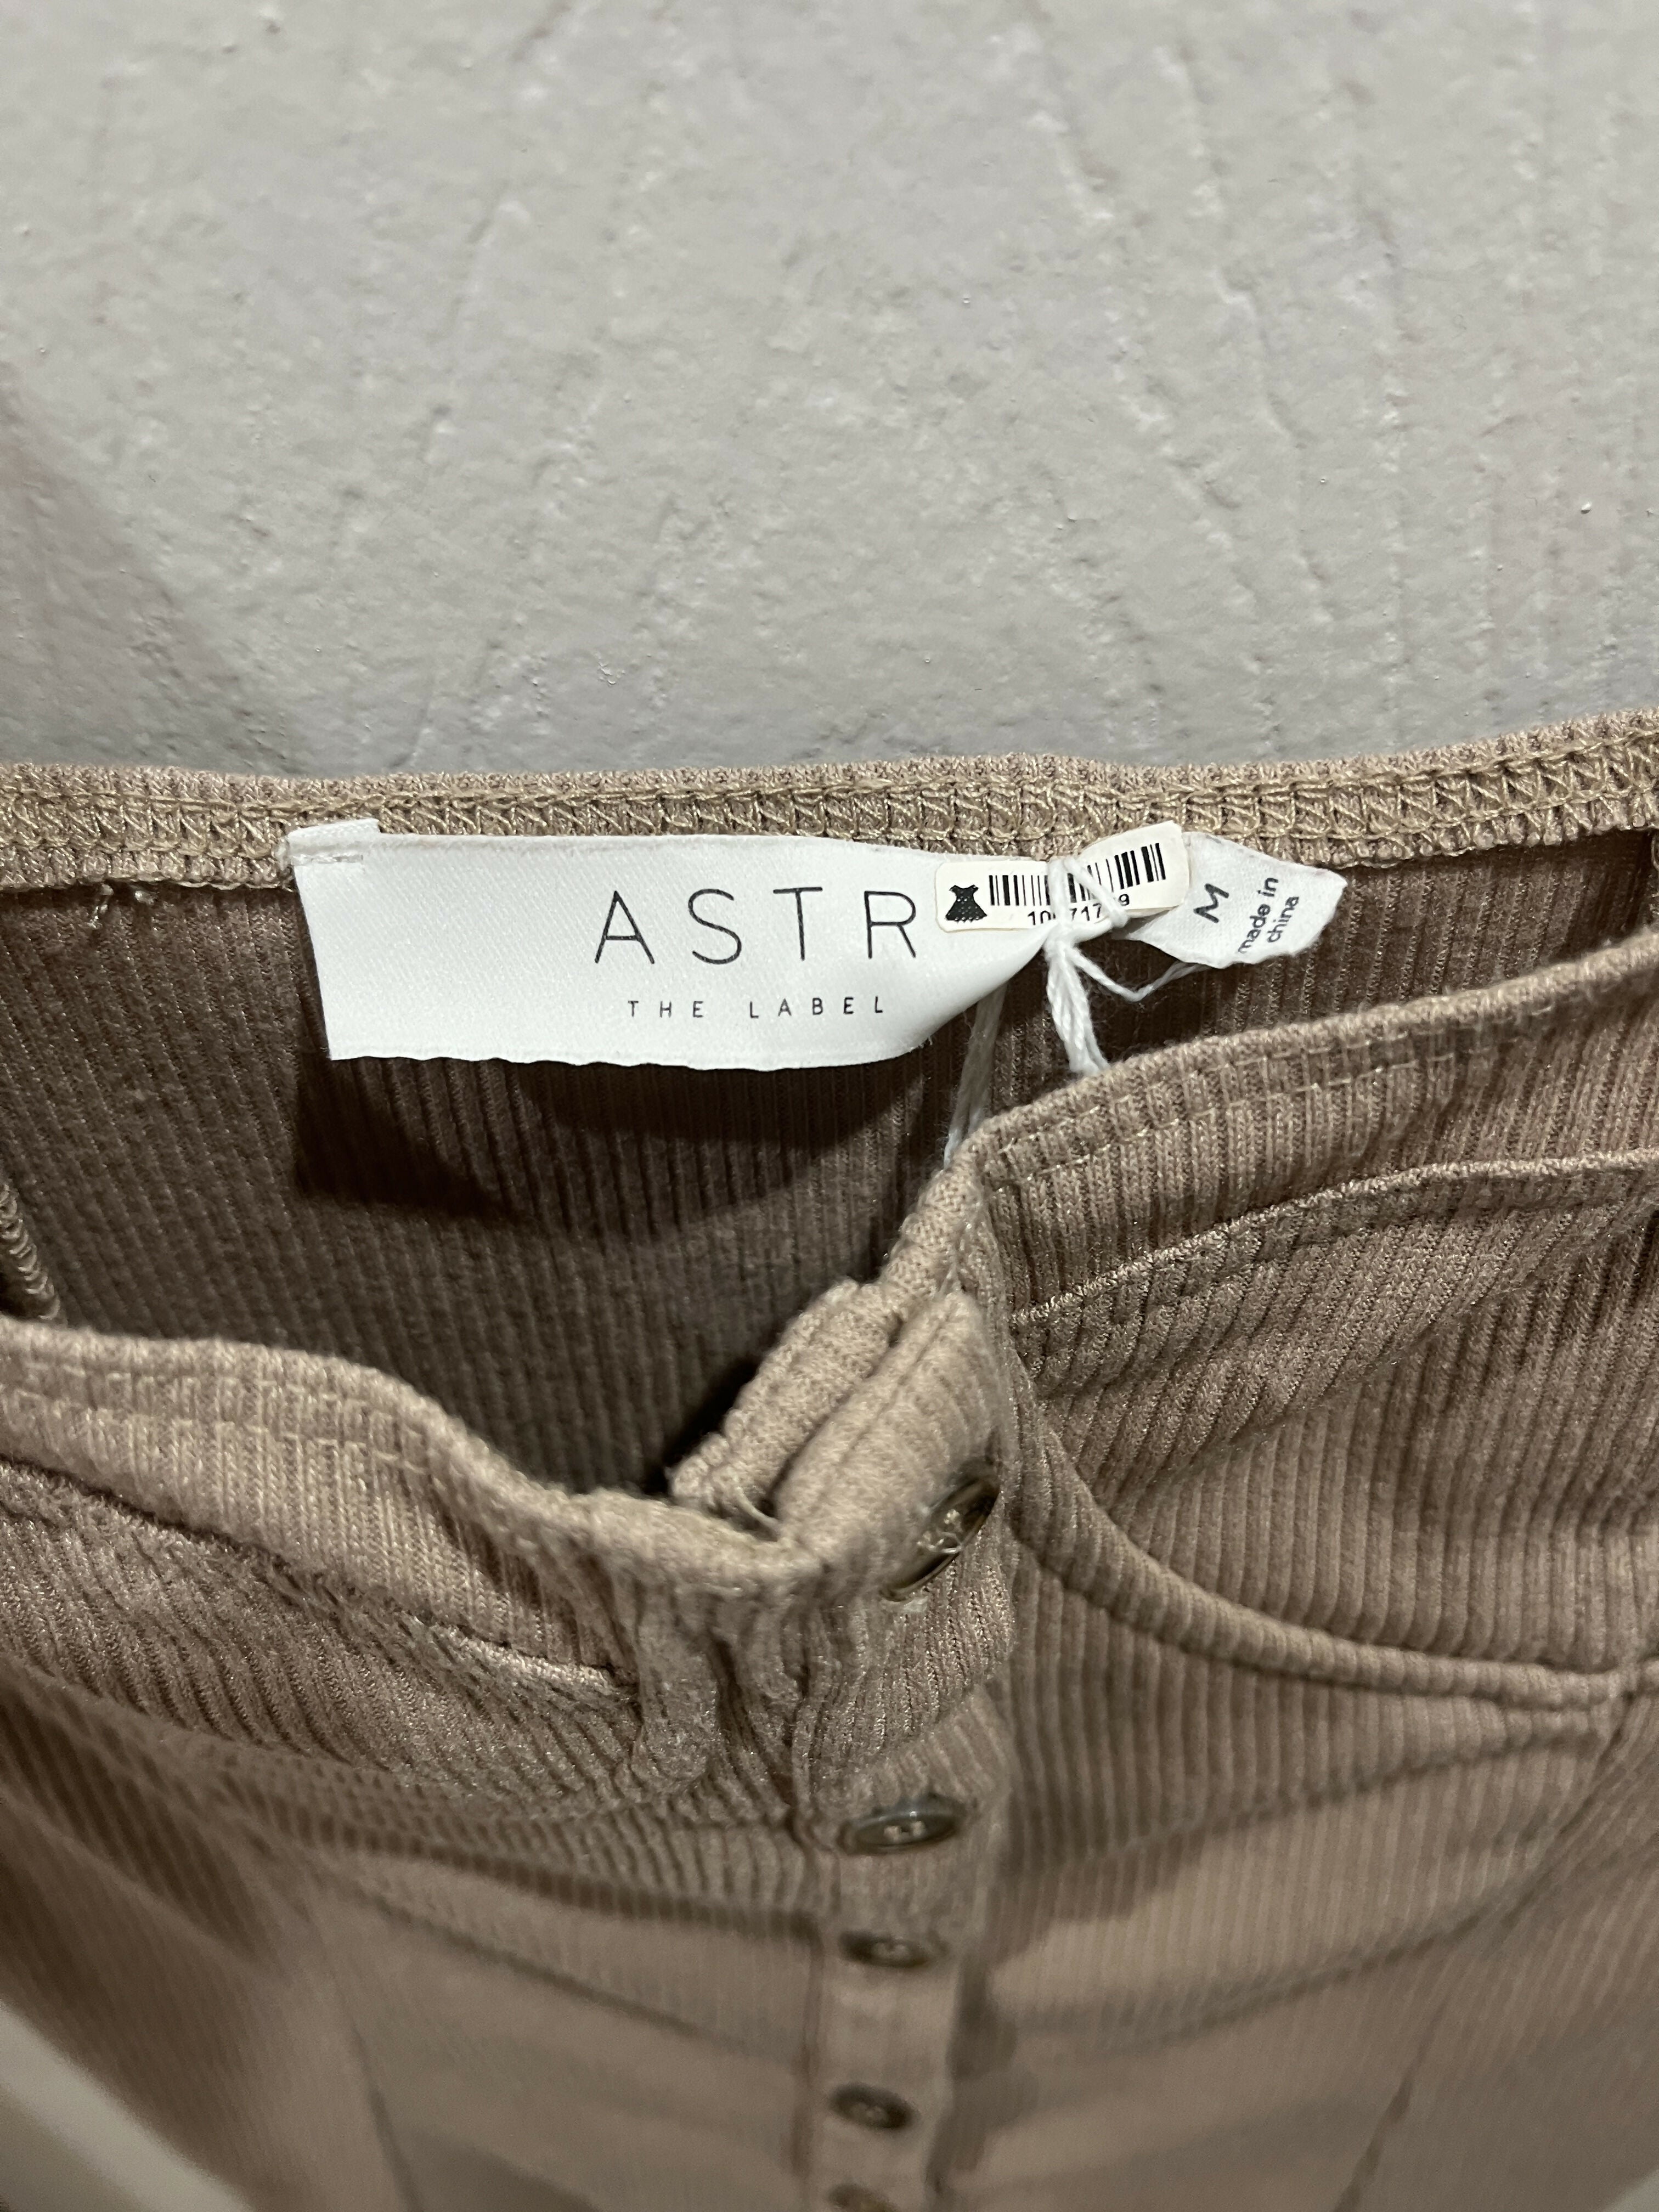 ASTR
THE LABEL
M
made in
china